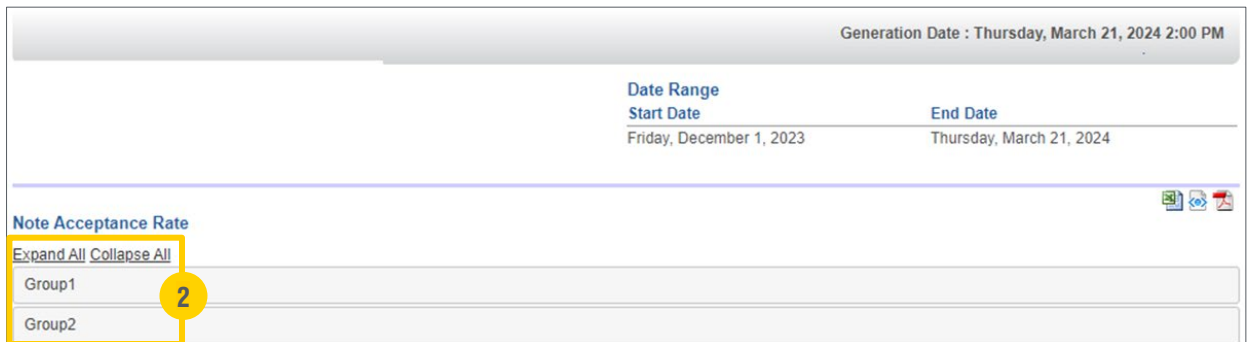 Generation Date : Thursday, March 21, 2024 2:00 PM
Date Range
Start Date End Date
Friday, December 1, 2023 Thursday, March 21, 2024
Note Acceptance Rate
Expand All Collapse All
Group1
2
Group2